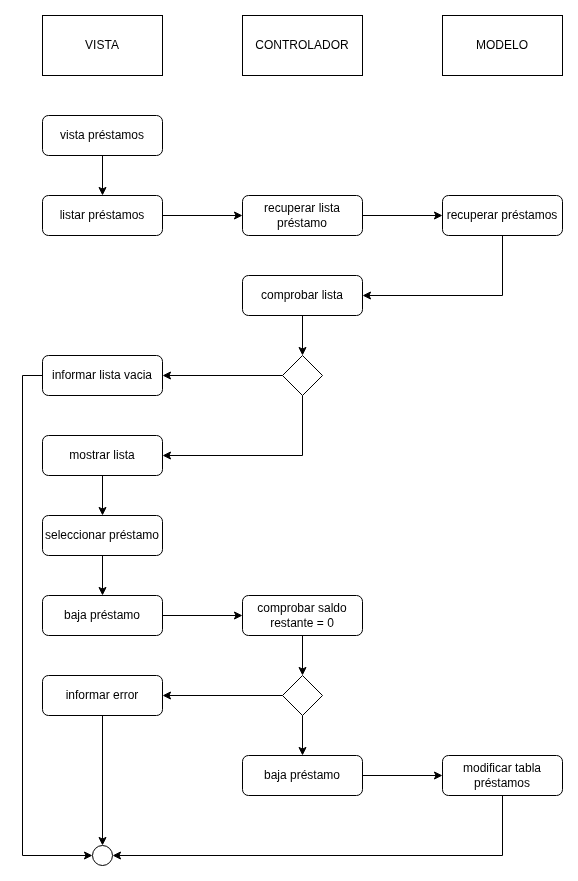 VISTA
CONTROLADOR
MODELO
vista préstamos
listar préstamos
recuperar lista
préstamo
recuperar préstamos
comprobar lista
informar lista vacia
mostrar lista
seleccionar préstamo
baja préstamo
comprobar saldo
restante = 0
informar error
baja préstamo
modificar tabla
préstamos